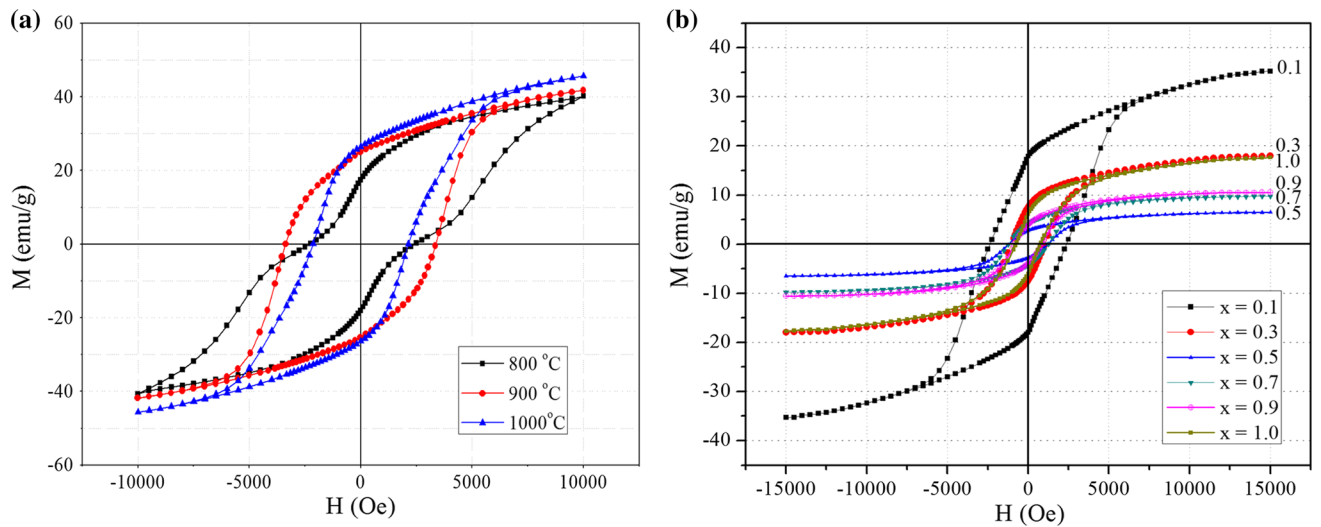 (a)
60
40
20
0
-20
-40
-60
M (emu/g)
-10000 -5000 0 5000 10000
H (Oe)
800 °C
900 °C
1000°C
(b)
40
30
20
10
0
-10
-20
-30
-40
M (emu/g)
-15000 -10000 -5000 0 5000 10000 15000
H (Oe)
0.1
0.3
1.0
0.9
0.7
0.5
x = 0.1
x = 0.3
x = 0.5
x = 0.7
x = 0.9
x = 1.0